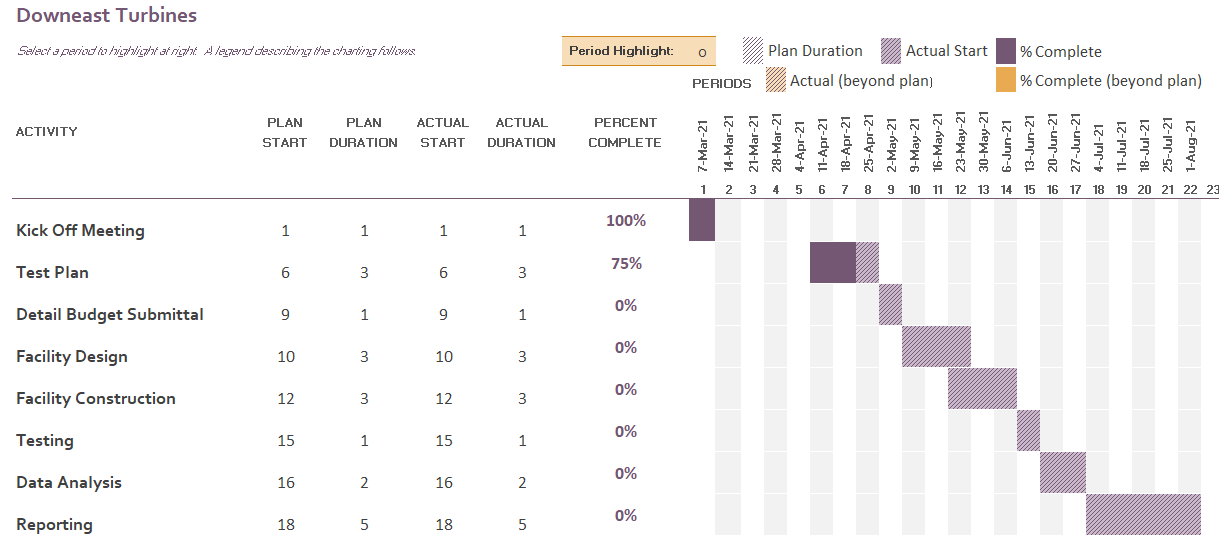 Downeast Turbines
Select a period to highlight at right. A legend describing the charting follows.
Period Highlight: 0
Plan Duration
Actual Start
% Complete
PERIODS
Actual (beyond plan)
% Complete (beyond plan)
ACTIVITY PLAN START PLAN DURATION ACTUAL START ACTUAL DURATION PERCENT COMPLETE
7-Mar-21 14-Mar-21 21-Mar-21 28-Mar-21 4-Apr-21 11-Apr-21 18-Apr-21 25-Apr-21 2-May-21 9-May-21 16-May-21 23-May-21 30-May-21 6-Jun-21 13-Jun-21 20-Jun-21 27-Jun-21 4-Jul-21 11-Jul-21 18-Jul-21 25-Jul-21 1-Aug-21
1 2 3 4 5 6 7 8 9 10 11 12 13 14 15 16 17 18 19 20 21 22 23
Kick Off Meeting 1 1 1 1 100%
Test Plan 6 3 6 3 75%
Detail Budget Submittal 9 1 9 1 0%
Facility Design 10 3 10 3 0%
Facility Construction 12 3 12 3 0%
Testing 15 1 15 1 0%
Data Analysis 16 2 16 2 0%
Reporting 18 5 18 5 0%